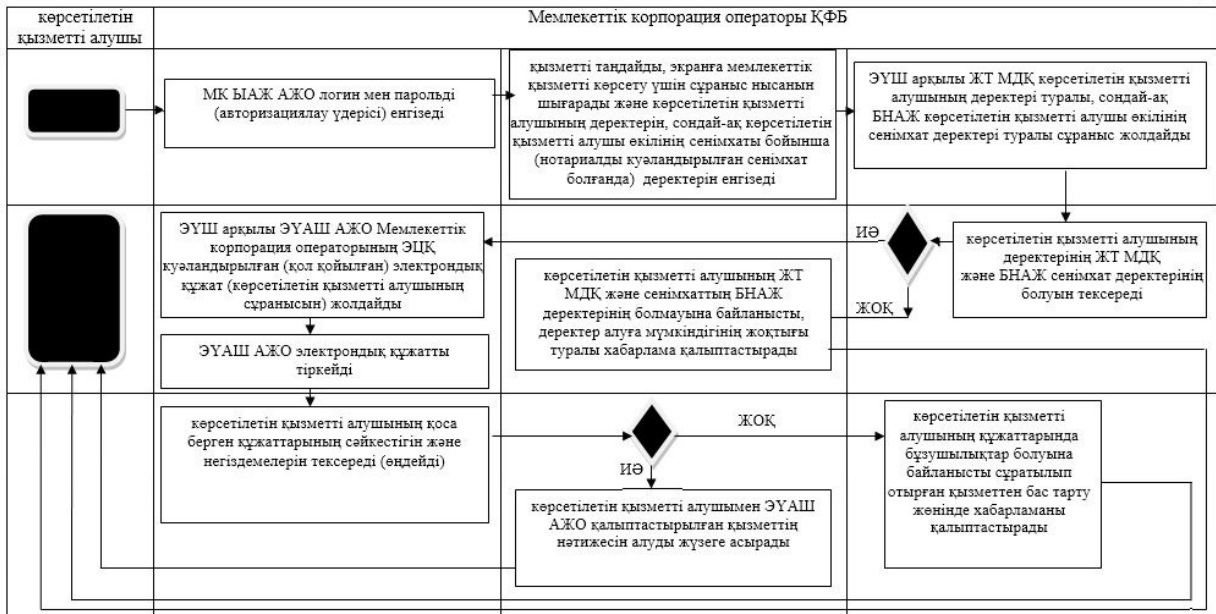 көрсетілетін
қызметті алушы
Мемлекеттік корпорация операторы ҚФБ
МК ЫАЖ АЖО логин мен парольді
(авторизациялау үдерісі) енгізеді
қызметті таңдайды, экранға мемлекеттік
қызметті көрсету үшін сұраныс нысанын
шығарады және көрсетілетін қызметті
алушының деректерін, сондай-ақ көрсетілетін
қызметті алушы өкілінің сенімхаты бойынша
(нотариалды куәландырылған сенімхат
болғанда) деректерін енгізеді
ЭҮШ арқылы ЖТ МДҚ көрсетілетін қызметті
алушының деректері туралы, сондай-ақ
БНАЖ көрсетілетін қызметті алушы өкілінің
сенімхат деректері туралы сұраныс жолдайды
ЭҮШ арқылы ЭҮАШ АЖО Мемлекеттік
корпорация операторының ЭЦҚ
куәландырылған (қол қойылған) электрондық
құжат (көрсетілетін қызметті алушының
сұранысын) жолдайды
ИӘ
көрсетілетін қызметті алушының
деректерінің ЖТ МДҚ
және БНАЖ сенімхат деректерінің
болуын тексереді
көрсетілетін қызметті алушының ЖТ
МДҚ және сенімхаттың БНАЖ
деректерінің болмауына байланысты,
деректер алуға мүмкіндігінің жоқтығы
туралы хабарлама қалыптастырады
ЖОҚ
ЭҮАШ АЖО электрондық құжатты
тіркейді
көрсетілетін қызметті алушының қоса
берген құжаттарының сәйкестігін және
негіздемелерін тексереді (өңдейді)
ЖОҚ
ИӘ
көрсетілетін қызметті
алушының құжаттарында
бұзушылықтар болуына
байланысты сұратылып
отырған қызметтен бас тарту
жөнінде хабарламаны
қалыптастырады
көрсетілетін қызметті алушымен ЭҮАШ
АЖО қалыптастырылған қызметтің
нәтижесін алуды жүзеге асырады